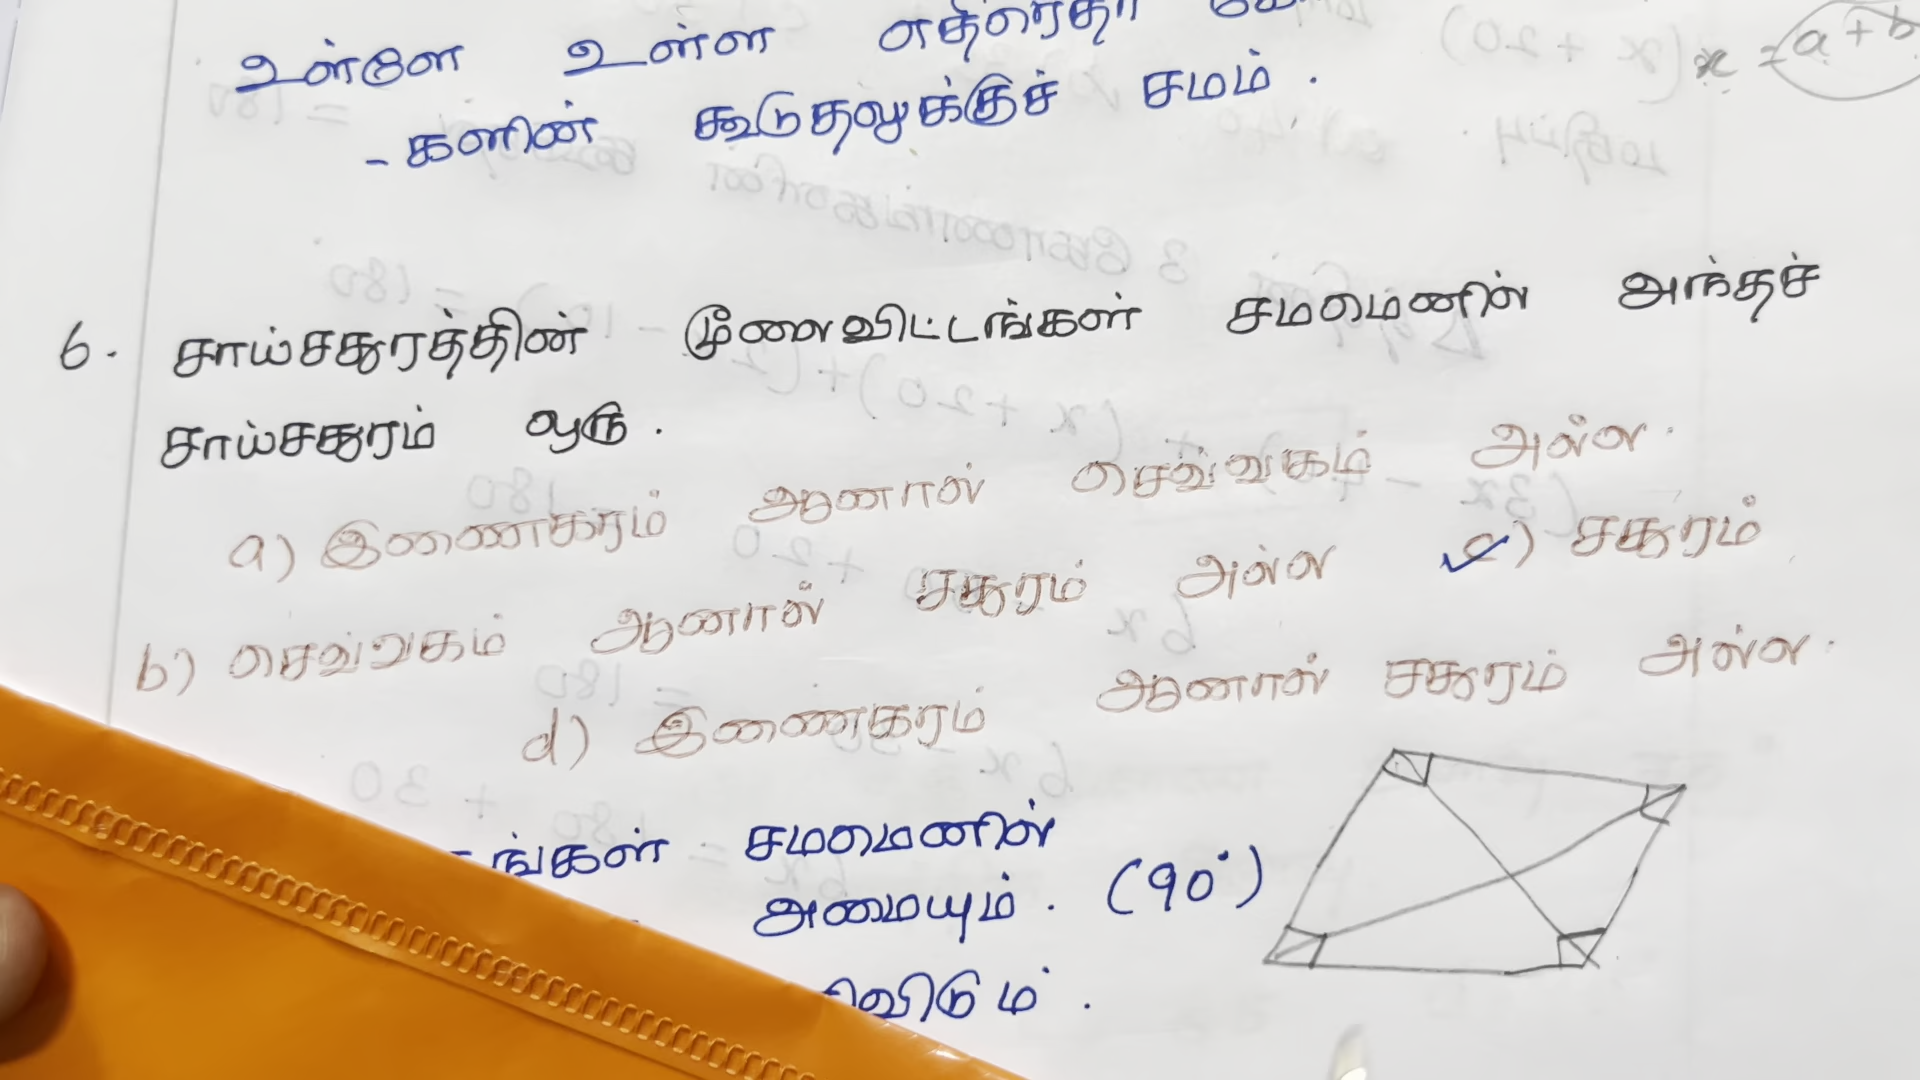 உள்ளே உள்ள
-களின் கூடுதலுக்குச் சமம்.
x = a + b
6. சாய்சதுரத்தின் மூலைவிட்டங்கள் சமமெனின் அந்தச்
சாய்சதுரம் ஒரு.
a) இணைகரம் ஆனால் செவ்வகம் அல்ல.
b) செவ்வகம் ஆனால் சதுரம் அல்ல c) சதுரம்
d) இணைகரம் ஆனால் சதுரம் அல்ல.
ங்கள் சமமெனின்
அமையும். (90°)
விடும்.